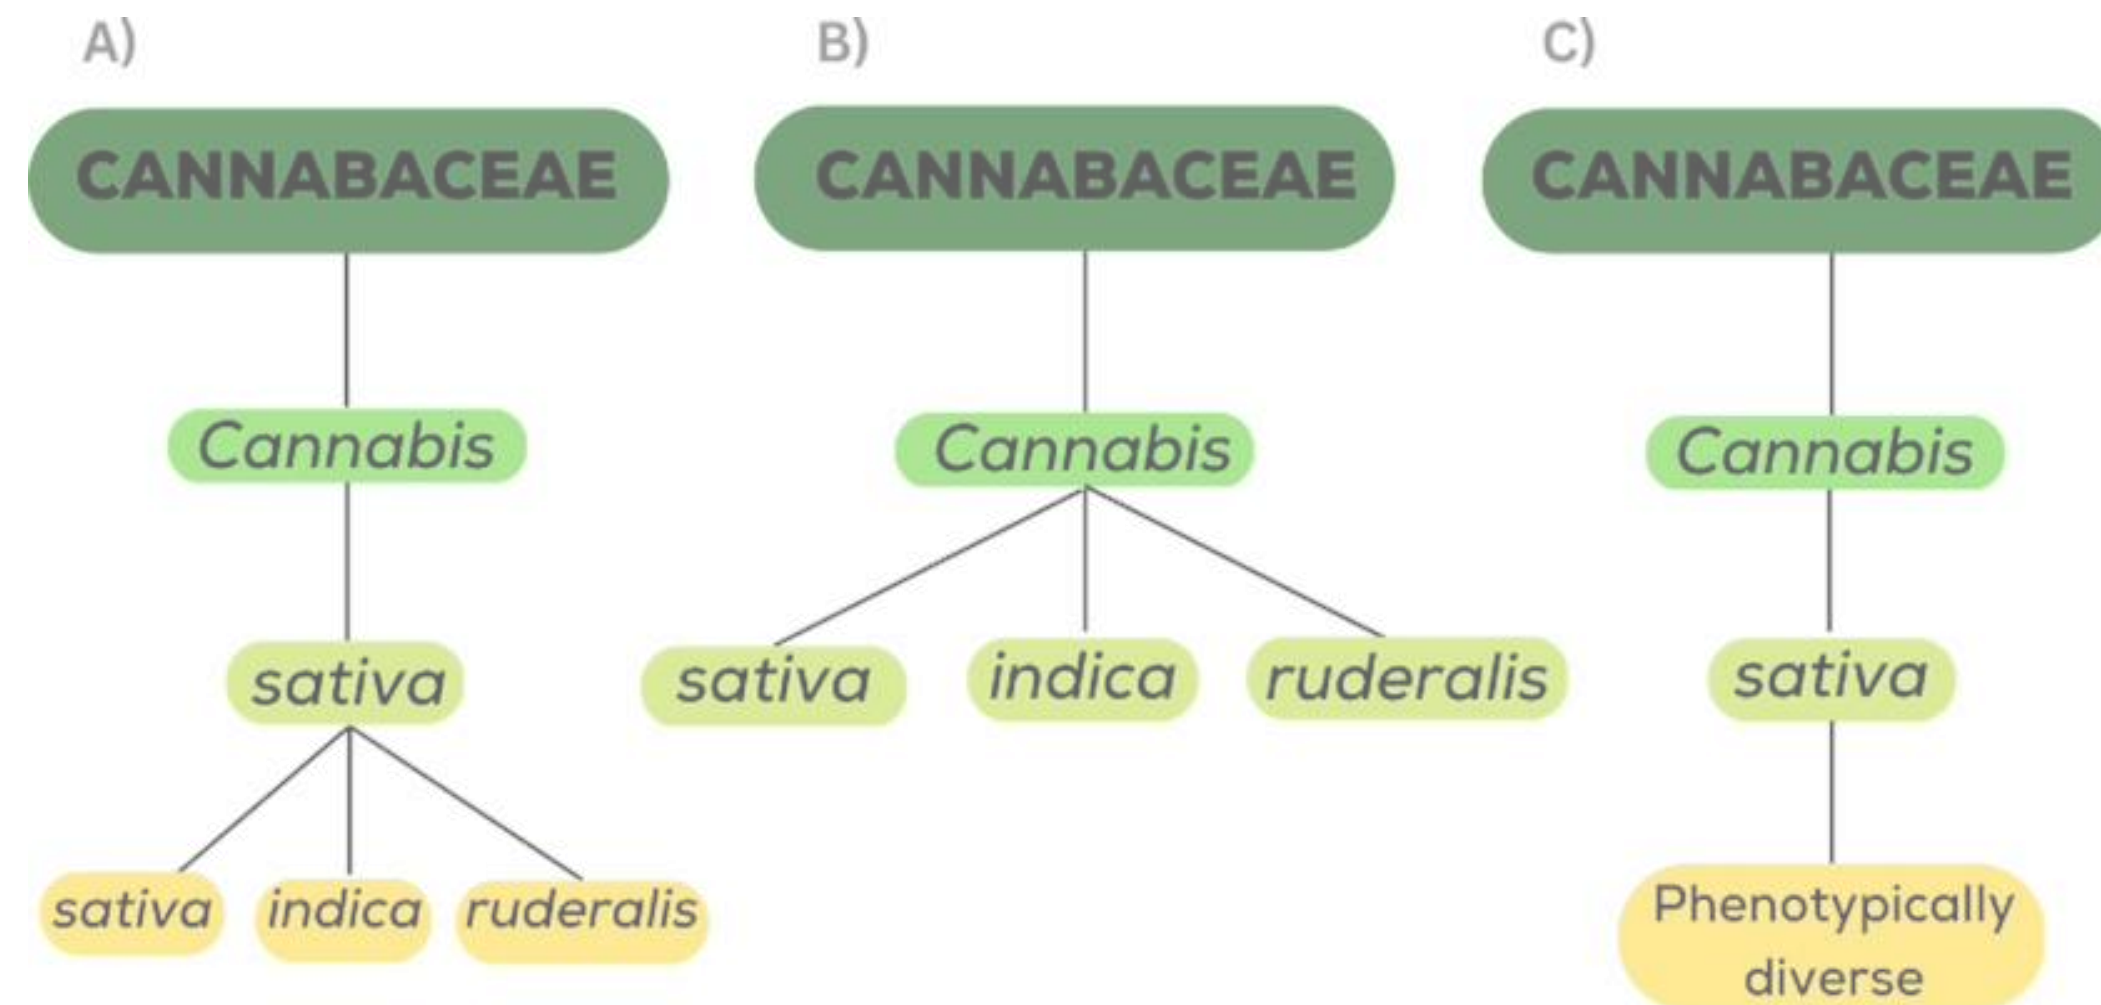 A)
B)
C)
CANNABACEAE
CANNABACEAE
CANNABACEAE
Cannabis
Cannabis
Cannabis
sativa
sativa
indica
ruderalis
sativa
sativa
indica
ruderalis
Phenotypically
diverse